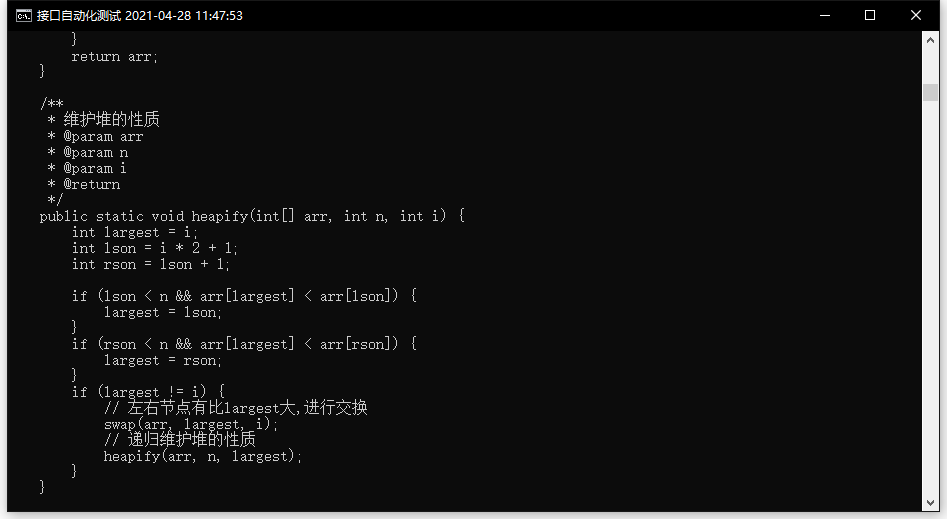 接口自动化测试 2021-04-28 11:47:53
}
return arr;
}
/**
* 维护堆的性质
* @param arr
* @param n
* @param i
* @return
*/
public static void heapify(int[] arr, int n, int i) {
int largest = i;
int lson = i * 2 + 1;
int rson = lson + 1;
if (lson < n && arr[largest] < arr[lson]) {
largest = lson;
}
if (rson < n && arr[largest] < arr[rson]) {
largest = rson;
}
if (largest != i) {
// 左右节点有比largest大,进行交换
swap(arr, largest, i);
// 递归维护堆的性质
heapify(arr, n, largest);
}
}